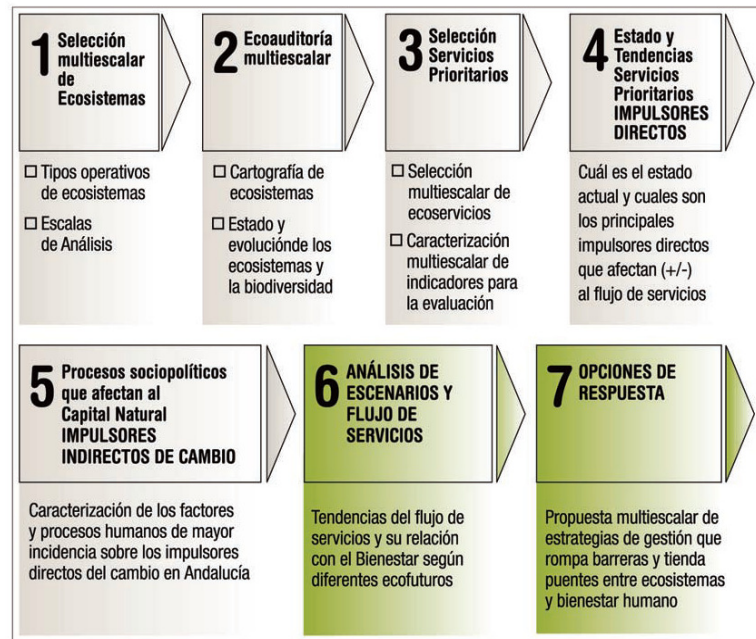 1 Selección
multiescalar
de
Ecosistemas
□ Tipos operativos
de ecosistemas
□ Escalas
de Análisis
2 Ecoauditoría
multiescalar
□ Cartografía de
ecosistemas
□ Estado y
evoluciónde los
ecosistemas y
la biodiversidad
3 Selección
Servicios
Prioritarios
□ Selección
multiescalar de
ecoservicios
□ Caracterización
multiescalar de
indicadores para
la evaluación
4 Estado y
Tendencias
Servicios
Prioritarios
IMPULSORES
DIRECTOS
Cuál es el estado
actual y cuales son
los principales
impulsores directos
que afectan (+/-)
al flujo de servicios
5 Procesos sociopolíticos
que afectan al
Capital Natural
IMPULSORES
INDIRECTOS DE CAMBIO
Caracterización de los factores
y procesos humanos de mayor
incidencia sobre los impulsores
directos del cambio en Andalucía
6 ANÁLISIS DE
ESCENARIOS Y
FLUJO DE
SERVICIOS
Tendencias del flujo de
servicios y su relación
con el Bienestar según
diferentes ecofuturos
7 OPCIONES DE
RESPUESTA
Propuesta multiescalar de
estrategias de gestión que
rompa barreras y tienda
puentes entre ecosistemas
y bienestar humano